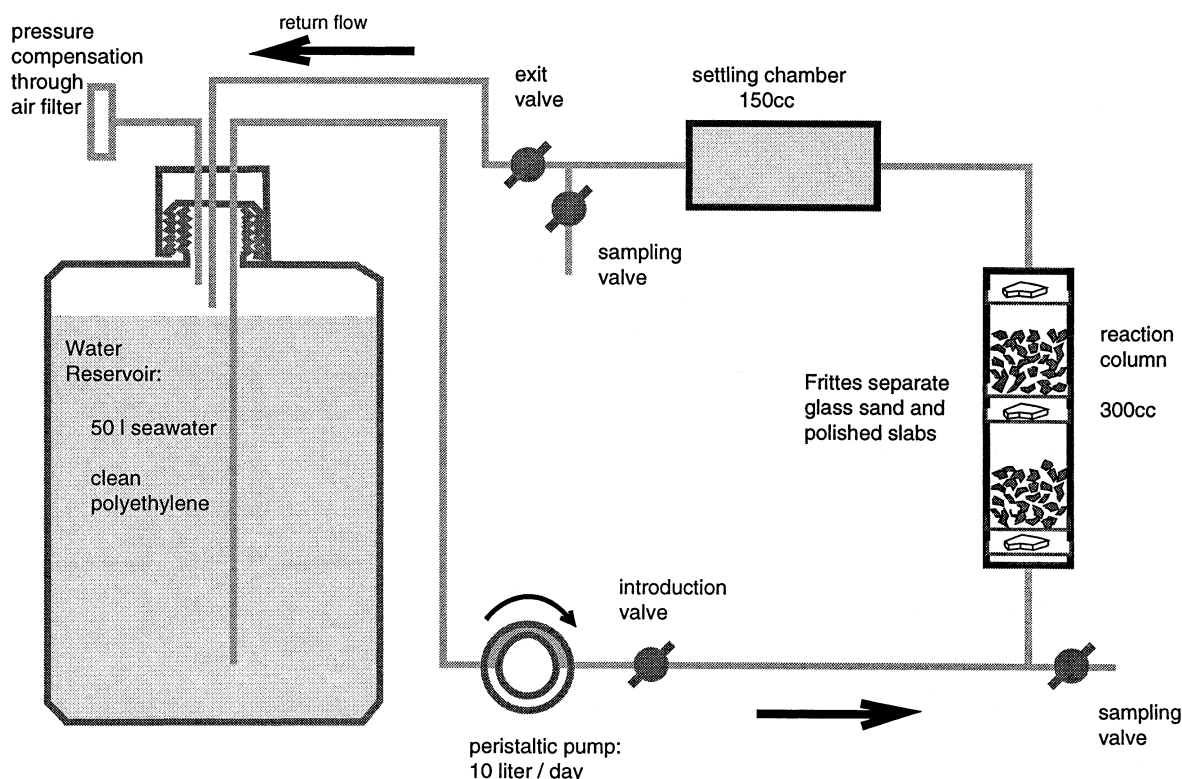 return flow
pressure
compensation
through
air filter
exit
valve
settling chamber
150cc
sampling
valve
Water
Reservoir:
50 l seawater
clean
polyethylene
Frittes separate
glass sand and
polished slabs
reaction
column
300cc
introduction
valve
sampling
valve
peristaltic pump:
10 liter / day